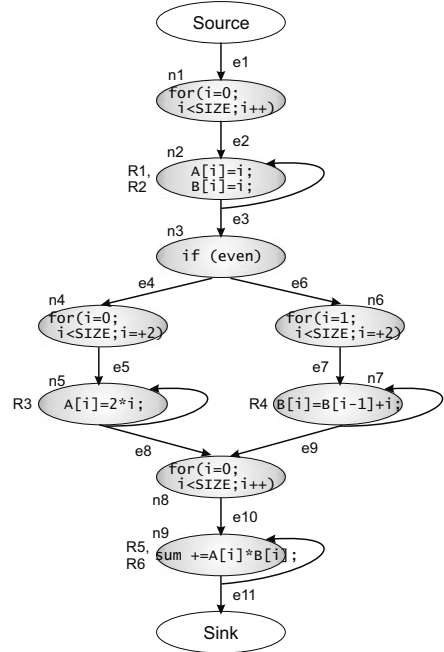 Source
e1
n1
for(i=0;
i<SIZE;i++)
e2
n2
R1,
R2
A[i]=i;
B[i]=i;
e3
n3
if (even)
e4
e6
n4
for(i=0;
i<SIZE;i=+2)
n6
for(i=1;
i<SIZE;i=+2)
e5
e7
n5
R3
A[i]=2*i;
n7
R4
B[i]=B[i-1]+i;
e8
e9
for(i=0;
i<SIZE;i++)
n8
e10
n9
R5,
R6
sum +=A[i]*B[i];
e11
Sink